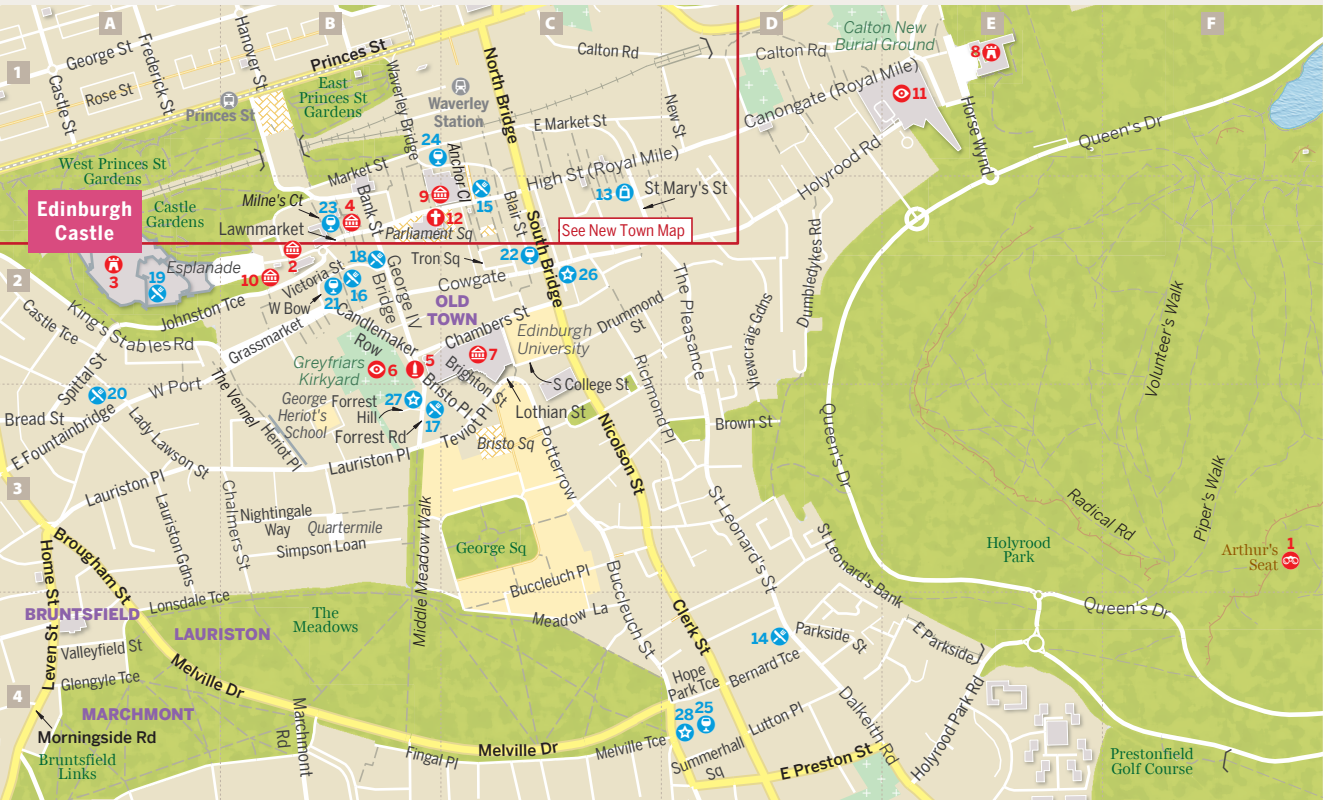 A
B
C
D
E
F
1
2
3
4
George St
Frederick St
Hanover St
Castle St
Rose St
Princes St
Princes St
East
Princes St
Gardens
Waverley Bridge
Waverley
Station
North Bridge
Calton Rd
Calton Rd
Calton New
Burial Ground
8
11
Canongate (Royal Mile)
New St
E Market St
Horse Wynd
Queen's Dr
Holyrood Rd
West Princes St
Gardens
Market St
24
Anchor Cl
High St (Royal Mile)
Edinburgh
Castle
Castle
Gardens
Milne's Ct
23
4
Bank St
9
15
Blair St
13
St Mary's St
Lawnmarket
12
Parliament Sq
See New Town Map
3
19
Esplanade
2
10
Victoria St
18
16
21
W Bow
George IV
Bridge
Tron Sq
22
South Bridge
26
Cowgate
OLD
TOWN
Johnston Tce
Castle Tce
King's Stables Rd
Grassmarket
Candlemaker
Row
Chambers St
7
Edinburgh
University
Drummond
St
The Pleasance
Viewcraig Gdns
Dumbiedykes Rd
Volunteer's Walk
Greyfriars
Kirkyard
6
5
Brighton St
Bristo Pl
S College St
Richmond Pl
Spittal St
20
W Port
The Vennel
Heriot Pl
George
Heriot's
School
Forrest
Hill
27
17
Forrest Rd
Teviot Pl
Lothian St
Bristo Sq
Potterrow
Nicolson St
Brown St
Queen's Dr
Bread St
E Fountainbridge
Lady Lawson St
Lauriston Pl
Lauriston Pl
Lauriston Gdns
Chalmers St
Nightingale
Way
Quartermile
Simpson Loan
Middle Meadow Walk
George Sq
St Leonard's St
St Leonard's Bank
Radical Rd
Piper's Walk
Holyrood
Park
Arthur's
Seat
1
Home St
Brougham St
Buccleuch Pl
Meadow La
Buccleuch St
Clerk St
BRUNTSFIELD
Lonsdale Tce
LAURISTON
The
Meadows
Queen's Dr
14
Parkside St
E Parkside
Leven St
Valleyfield St
Glengyle Tce
Melville Dr
Hope
Park Tce
Bernard Tce
MARCHMONT
Morningside Rd
Marchmont
Rd
28
25
Lutton Pl
Dalkeith Rd
Holyrood Park Rd
Bruntsfield
Links
Fingal Pl
Melville Dr
Melville Tce
Summerhall
Sq
E Preston St
Prestonfield
Golf Course